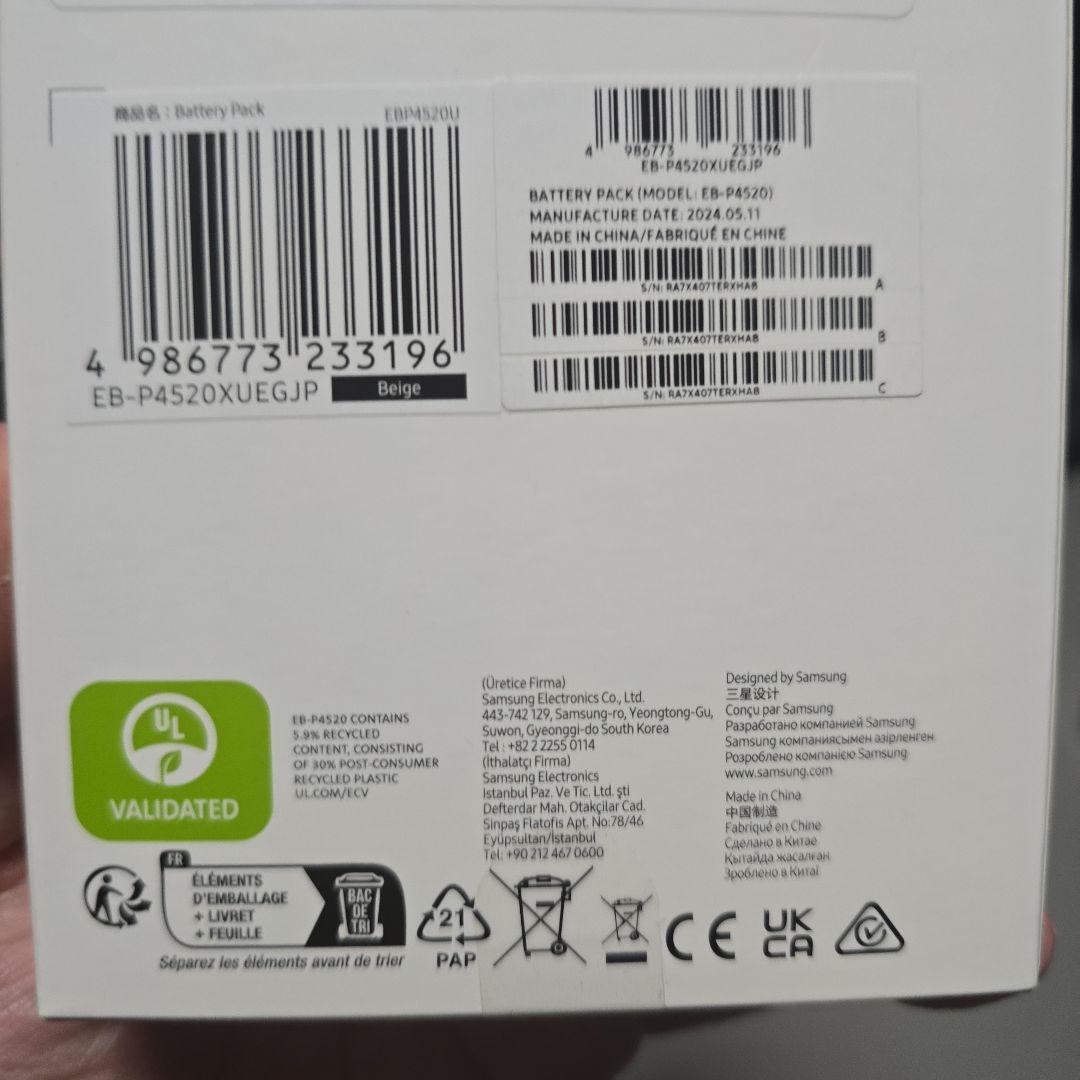 商品名：Battery Pack
EBP4520U
4 986773 233196
EB-P4520XUEGJP
Beige
4 986773 233196
EB-P4520XUEGJP
BATTERY PACK (MODEL: EB-P4520)
MANUFACTURE DATE: 2024.05.11
MADE IN CHINA/FABRIQUÉ EN CHINE
S/N: RA7X407TERXHAB
A
S/N: RA7X407TERXHAB
B
S/N: RA7X407TERXHAB
C
UL
VALIDATED
EB-P4520 CONTAINS
5.9% RECYCLED
CONTENT, CONSISTING
OF 30% POST-CONSUMER
RECYCLED PLASTIC
UL.COM/ECV
(Üretice Firma)
Samsung Electronics Co., Ltd.
443-742 129, Samsung-ro, Yeongtong-Gu,
Suwon, Gyeonggi-do South Korea
Tel : +82 2 2255 0114
(İthalatçı Firma)
Samsung Electronics
İstanbul Paz. Ve Tic. Ltd. şti
Defterdar Mah. Otakçilar Cad.
Sinpaş Flatofis Apt. No:78/46
Eyüpsultan/İstanbul
Tel: +90 212 467 0600
Designed by Samsung
三星设计
Conçu par Samsung
Разработано компанией Samsung
Samsung компаниясымен әзірленген
Розроблено компанією Samsung
www.samsung.com
Made in China
中国制造
Fabriqué en Chine
Сделано в Китае
Қытайда жасалған
Зроблено в Китаї
FR
ÉLÉMENTS
D'EMBALLAGE
+ LIVRET
+ FEUILLE
BAC
DE
TRI
Séparez les éléments avant de trier
21
PAP
CE
UK
CA